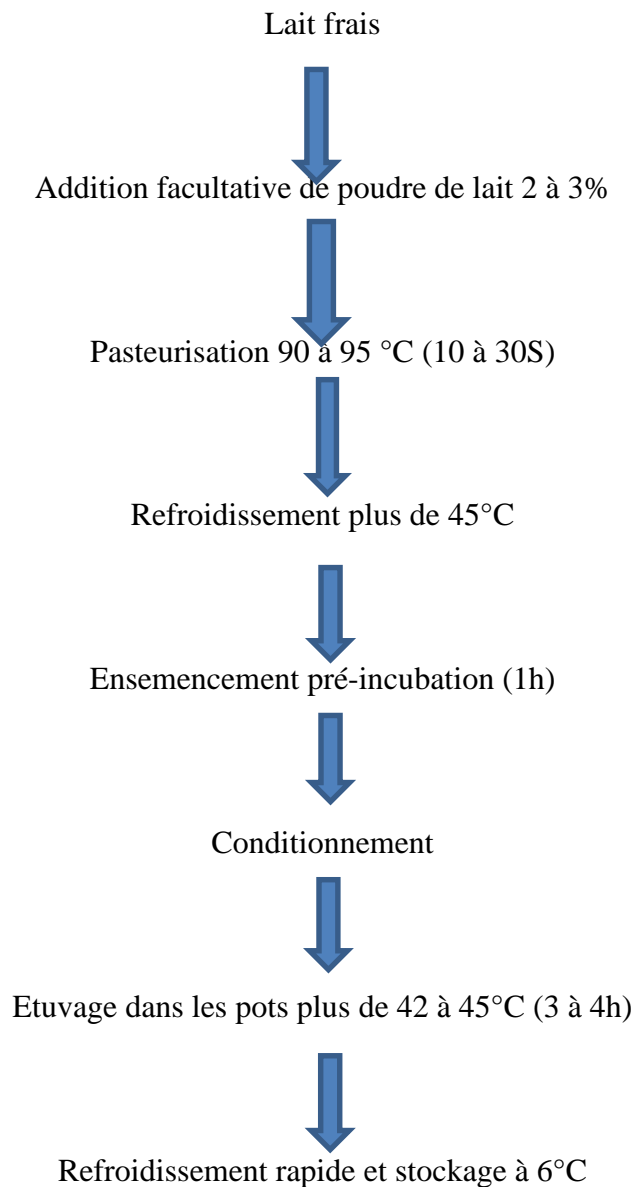 Lait frais
Addition facultative de poudre de lait 2 à 3%
Pasteurisation 90 à 95 °C (10 à 30S)
Refroidissement plus de 45°C
Ensemencement pré-incubation (1h)
Conditionnement
Etuvage dans les pots plus de 42 à 45°C (3 à 4h)
Refroidissement rapide et stockage à 6°C